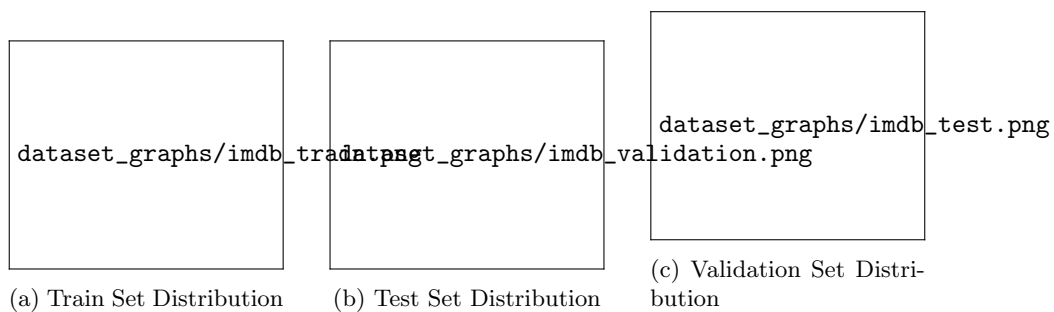 dataset_graphs/imdb_train.png
dataset_graphs/imdb_validation.png
dataset_graphs/imdb_test.png
(a) Train Set Distribution
(b) Test Set Distribution
(c) Validation Set Distri-
bution